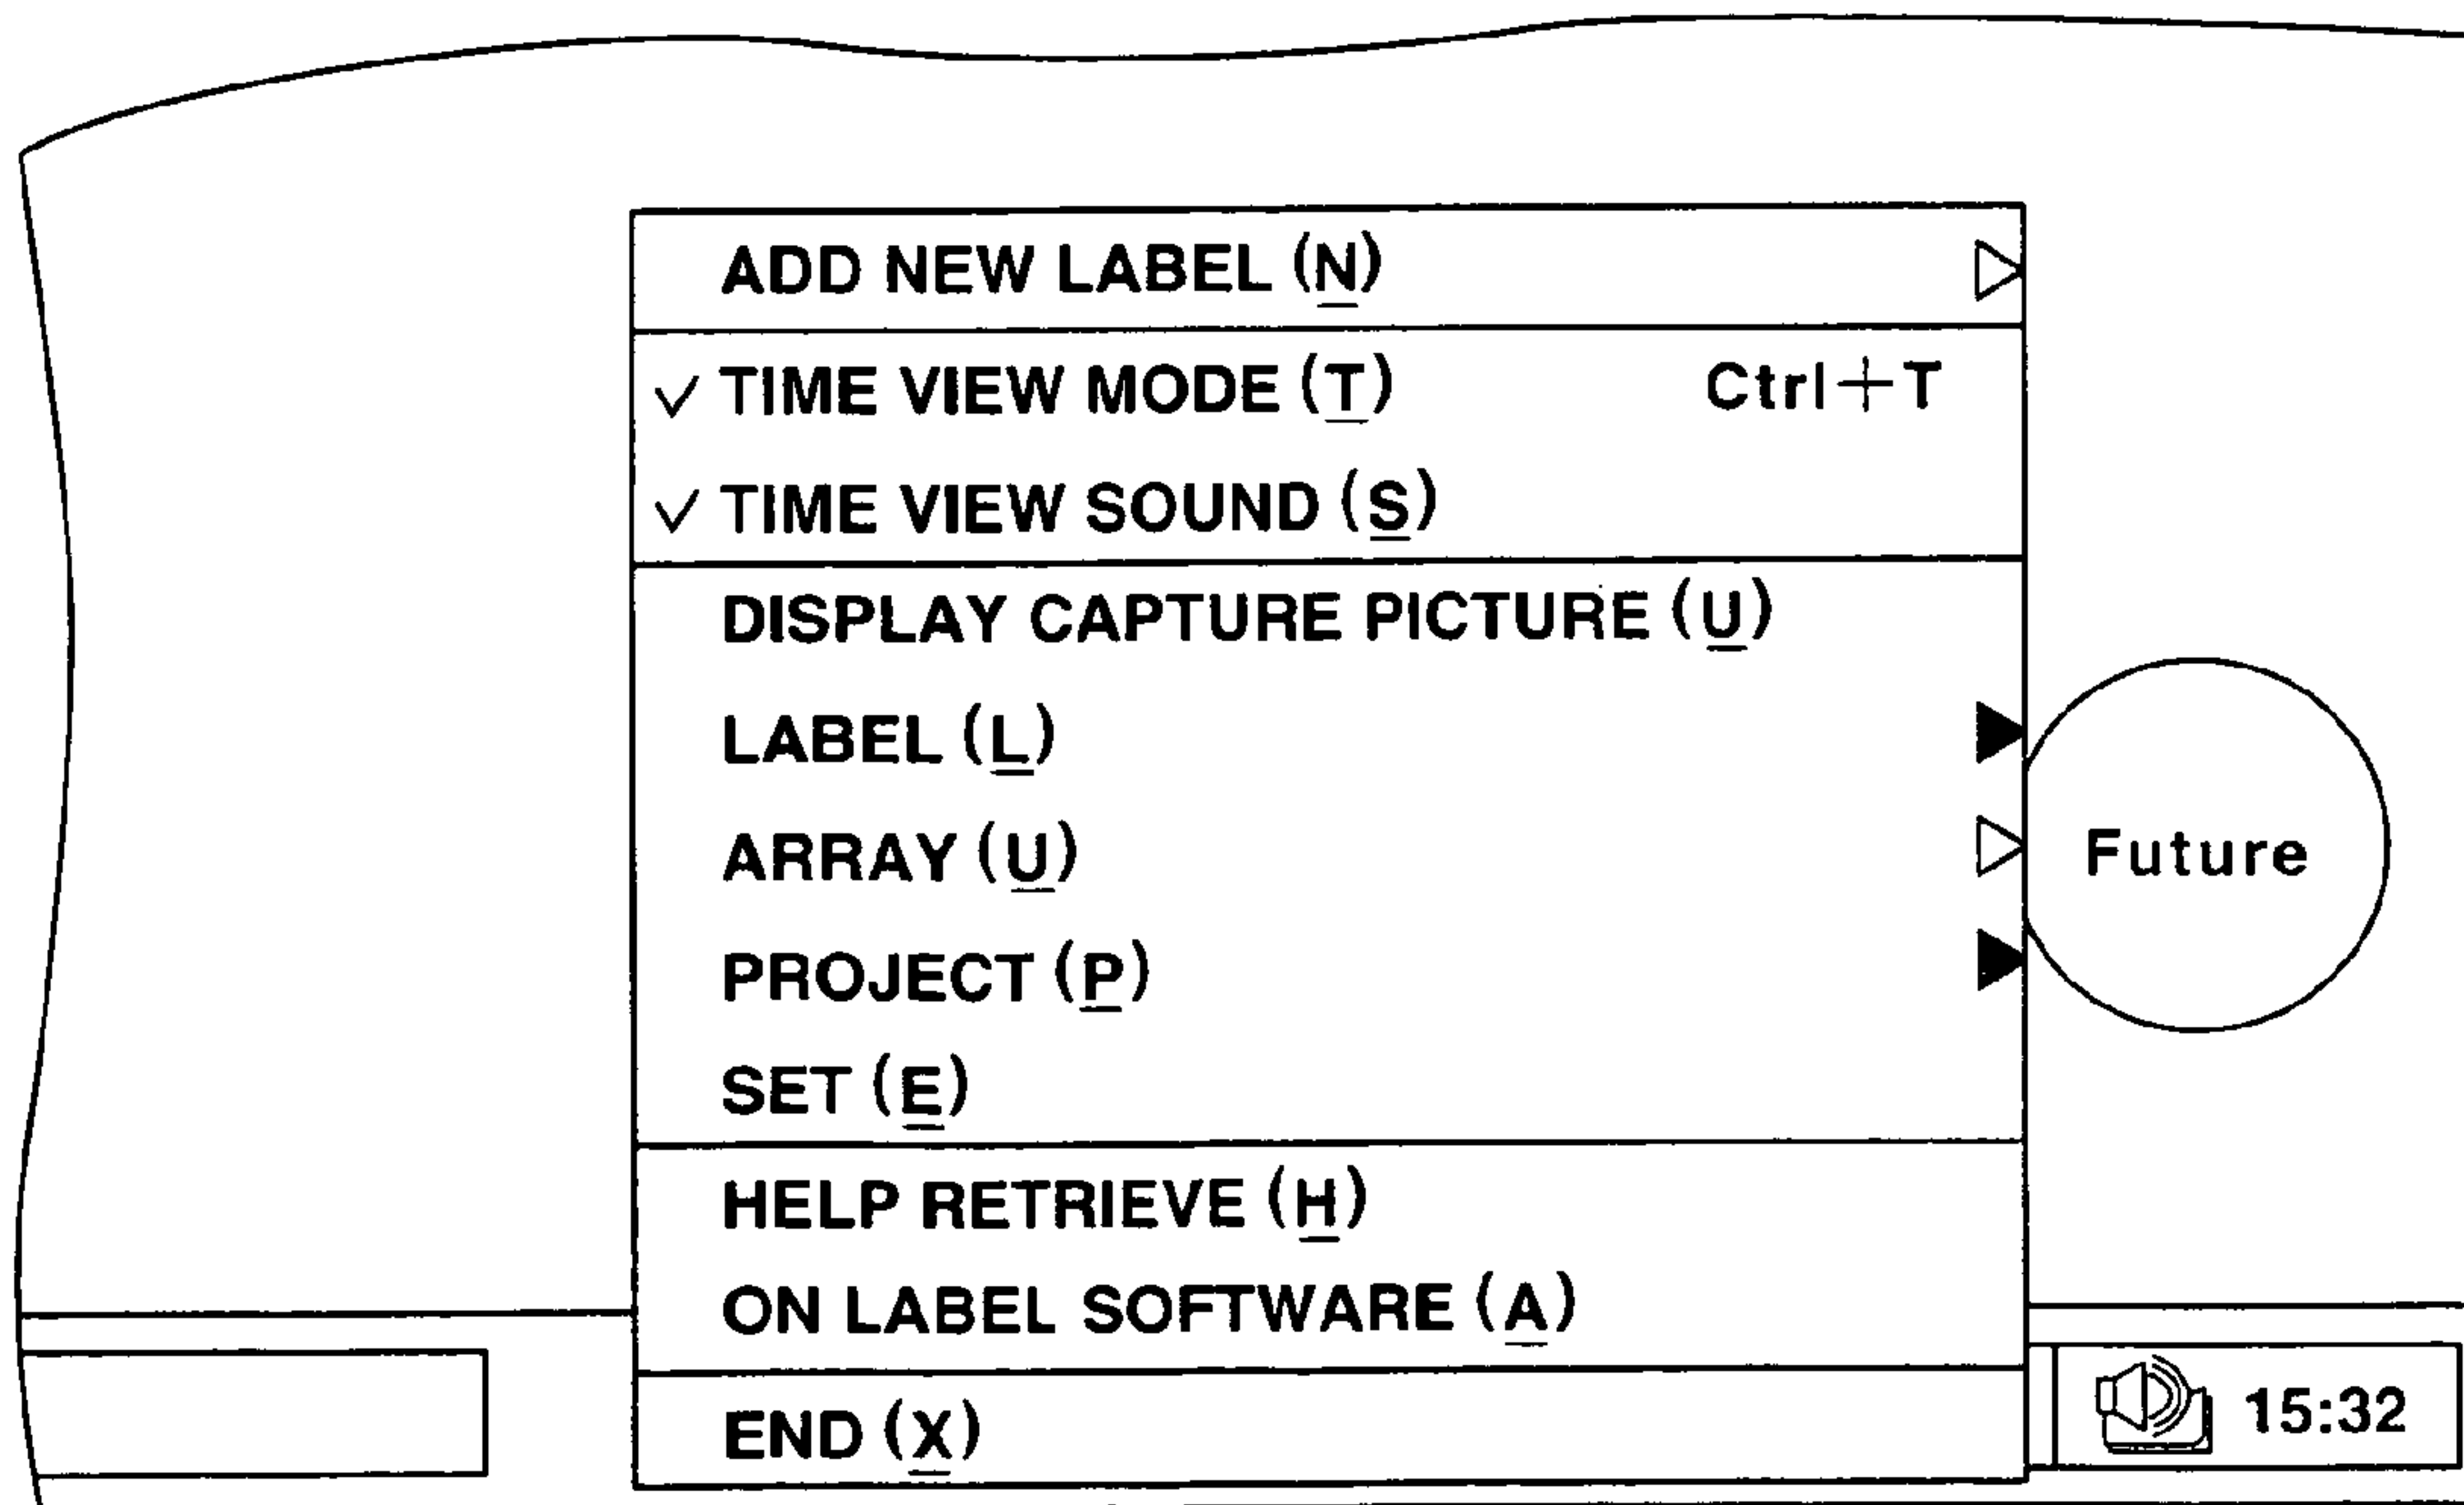 ADD NEW LABEL (N)
TIME VIEW MODE (T) Ctrl+T
TIME VIEW SOUND (S)
DISPLAY CAPTURE PICTURE (U)
LABEL (L)
ARRAY (U)
Future
PROJECT (P)
SET (E)
HELP RETRIEVE (H)
ON LABEL SOFTWARE (A)
END (X)
15:32